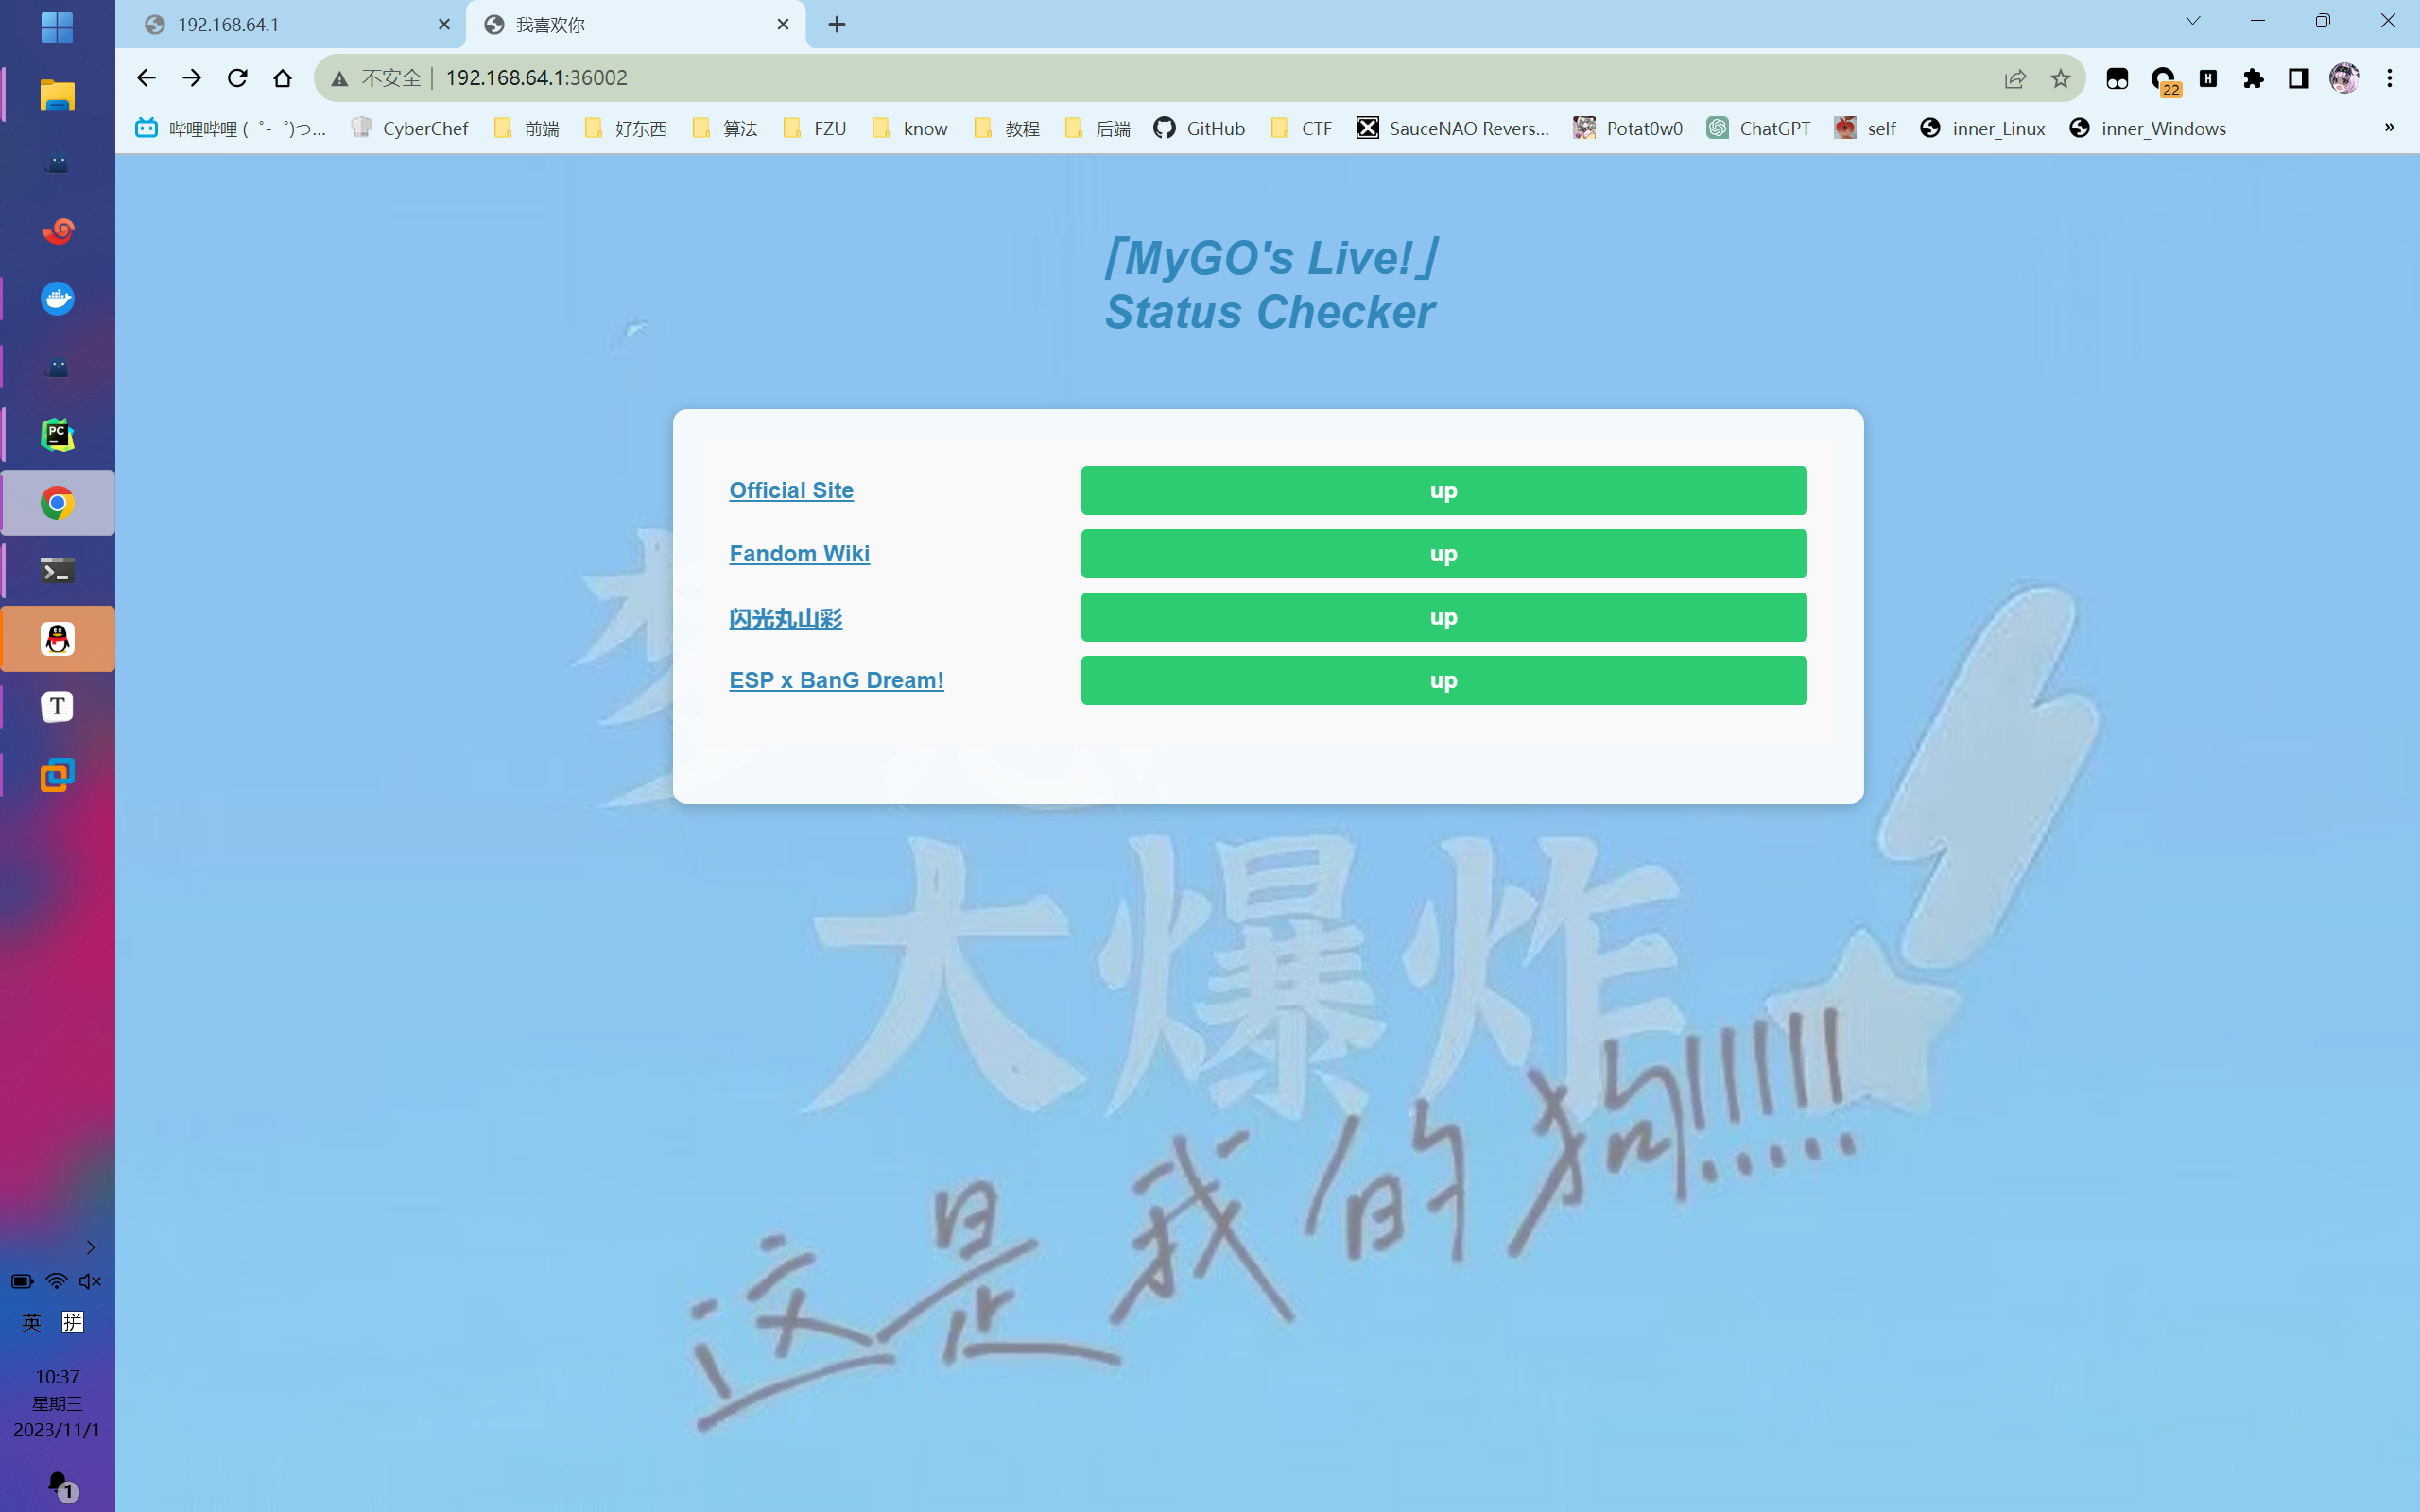 192.168.64.1
我喜欢你
不安全
192.168.64.1:36002
22
哔哩哔哩 ( ゜- ゜)つ...
CyberChef
前端
好东西
算法
FZU
know
教程
后端
GitHub
CTF
SauceNAO Revers...
Potat0w0
ChatGPT
self
inner_Linux
inner_Windows
»
「MyGO's Live!」
Status Checker
Official Site
up
Fandom Wiki
up
闪光丸山彩
up
ESP x BanG Dream!
up
大爆炸
这是我的狗!!!!!!
PC
T
英
拼
10:37
星期三
2023/11/1
1